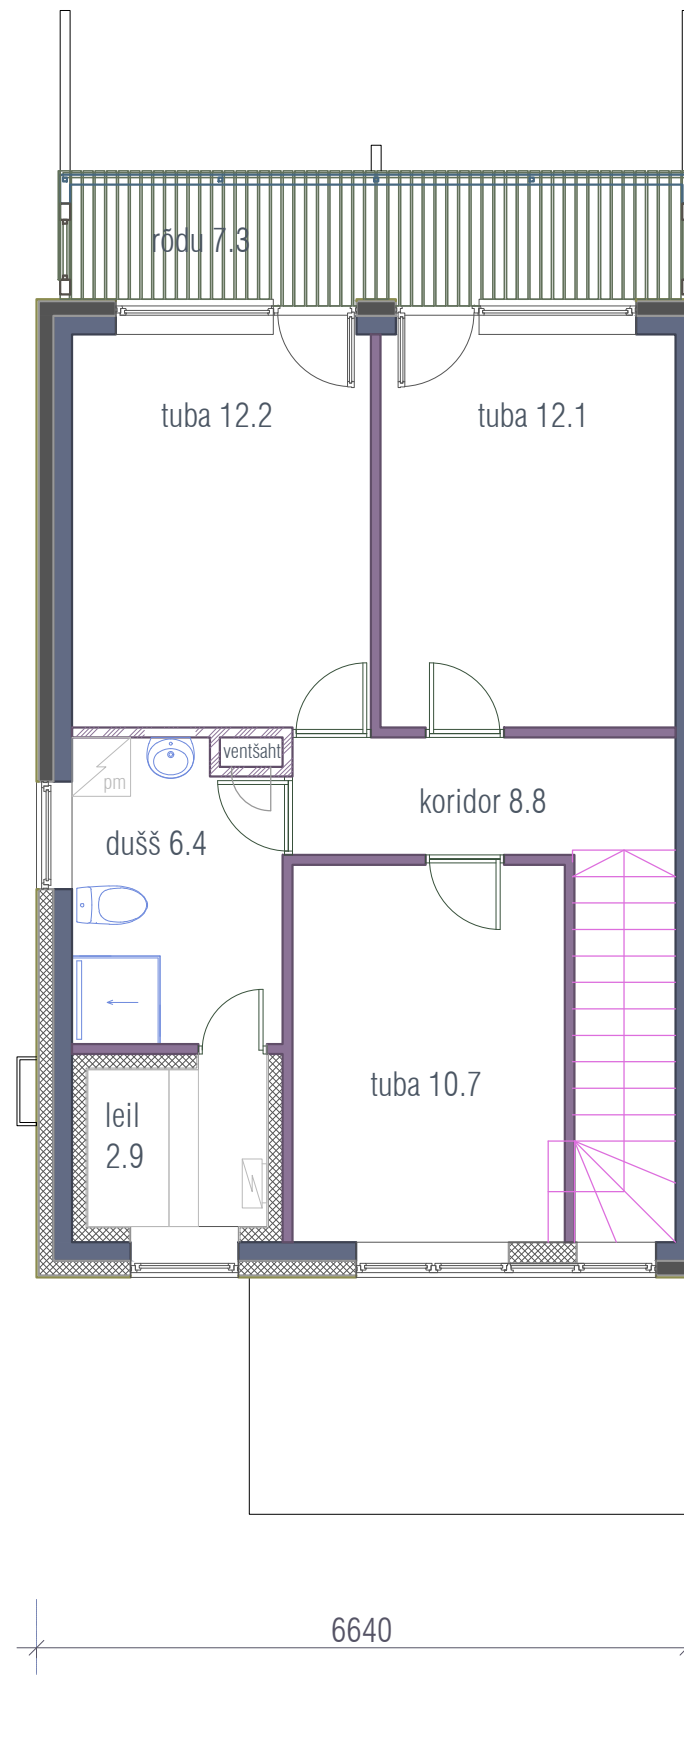 rõdu 7.3
tuba 12.2
tuba 12.1
ventšaht
pm
koridor 8.8
dušš 6.4
tuba 10.7
leil
2.9
6640